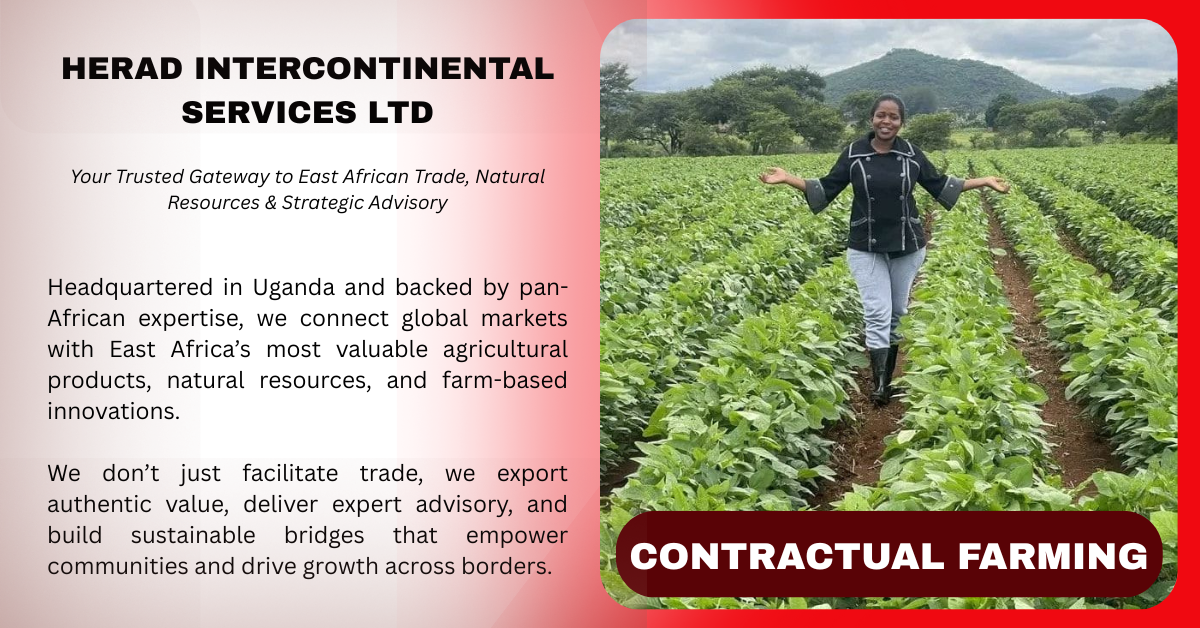 HERAD INTERCONTINENTAL
SERVICES LTD
Your Trusted Gateway to East African Trade, Natural
Resources & Strategic Advisory
Headquartered in Uganda and backed by pan-
African expertise, we connect global markets
with East Africa’s most valuable agricultural
products, natural resources, and farm-based
innovations.
We don’t just facilitate trade, we export
authentic value, deliver expert advisory, and
build sustainable bridges that empower
communities and drive growth across borders.
CONTRACTUAL FARMING